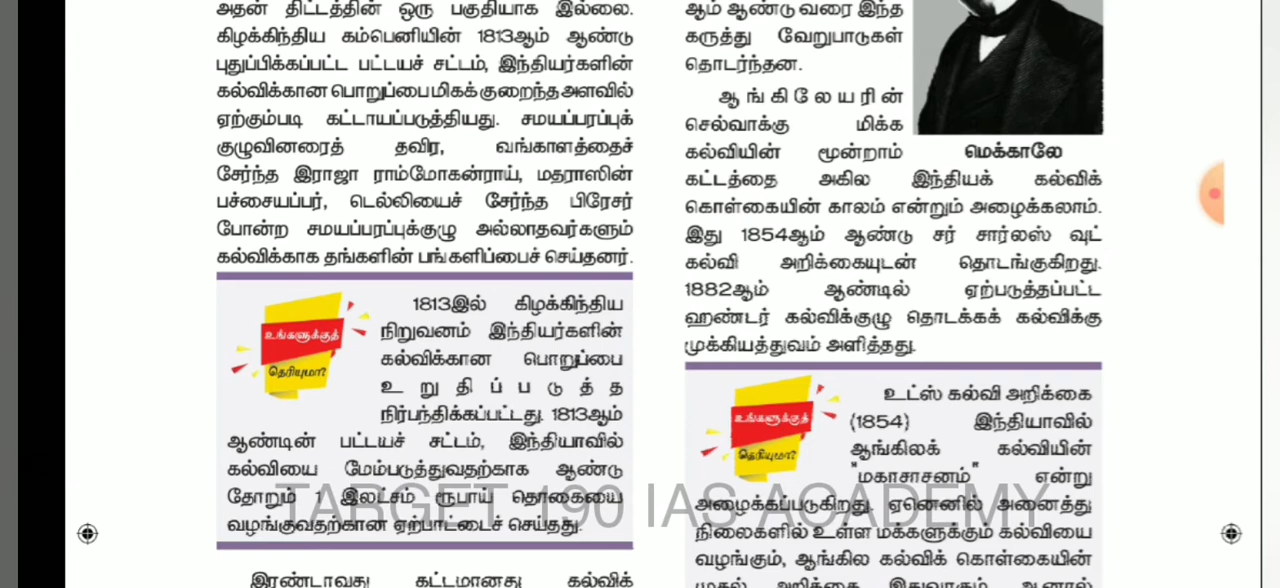 அதன் திட்டத்தின் ஒரு பகுதியாக இல்லை.
கிழக்கிந்திய கம்பெனியின் 1813ஆம் ஆண்டு
புதுப்பிக்கப்பட்ட பட்டயச் சட்டம், இந்தியர்களின்
கல்விக்கான பொறுப்பை மிகக் குறைந்த அளவில்
ஏற்கும்படி கட்டாயப்படுத்தியது. சமயப்பரப்புக்
குழுவினரைத் தவிர, வங்காளத்தைச்
சேர்ந்த இராஜா ராம்மோகன்ராய், மதராஸின்
பச்சையப்பர், டெல்லியைச் சேர்ந்த பிரேசர்
போன்ற சமயப்பரப்புக்குழு அல்லாதவர்களும்
கல்விக்காக தங்களின் பங்களிப்பைச் செய்தனர்.
உங்களுக்குத்
தெரியுமா?
1813இல் கிழக்கிந்திய
நிறுவனம் இந்தியர்களின்
கல்விக்கான பொறுப்பை
உறுதிப்படுத்த
நிர்பந்திக்கப்பட்டது. 1813ஆம்
ஆண்டின் பட்டயச் சட்டம், இந்தியாவில்
கல்வியை மேம்படுத்துவதற்காக ஆண்டு
தோறும் 1 இலட்சம் ரூபாய் தொகையை
வழங்குவதற்கான ஏற்பாட்டைச் செய்தது.
இரண்டாவது கட்டமானது கல்விக்
ஆம் ஆண்டு வரை இந்த
கருத்து வேறுபாடுகள்
தொடர்ந்தன.
ஆங்கிலேயரின்
செல்வாக்கு மிக்க
கல்வியின் மூன்றாம்
மெக்காலே
கட்டத்தை அகில இந்தியக் கல்விக்
கொள்கையின் காலம் என்றும் அழைக்கலாம்.
இது 1854ஆம் ஆண்டு சர் சார்லஸ் வுட்
கல்வி அறிக்கையுடன் தொடங்குகிறது.
1882ஆம் ஆண்டில் ஏற்படுத்தப்பட்ட
ஹண்டர் கல்விக்குழு தொடக்கக் கல்விக்கு
முக்கியத்துவம் அளித்தது.
உங்களுக்குத்
தெரியுமா?
உட்ஸ் கல்வி அறிக்கை
(1854) இந்தியாவில்
ஆங்கிலக் கல்வியின்
"மகாசாசனம்" என்று
அழைக்கப்படுகிறது. ஏனெனில் அனைத்து
நிலைகளில் உள்ள மக்களுக்கும் கல்வியை
வழங்கும், ஆங்கில கல்விக் கொள்கையின்
முதல் அறிக்கை இதுவாகும். ஆனால்
TARGET 190 IAS ACADEMY